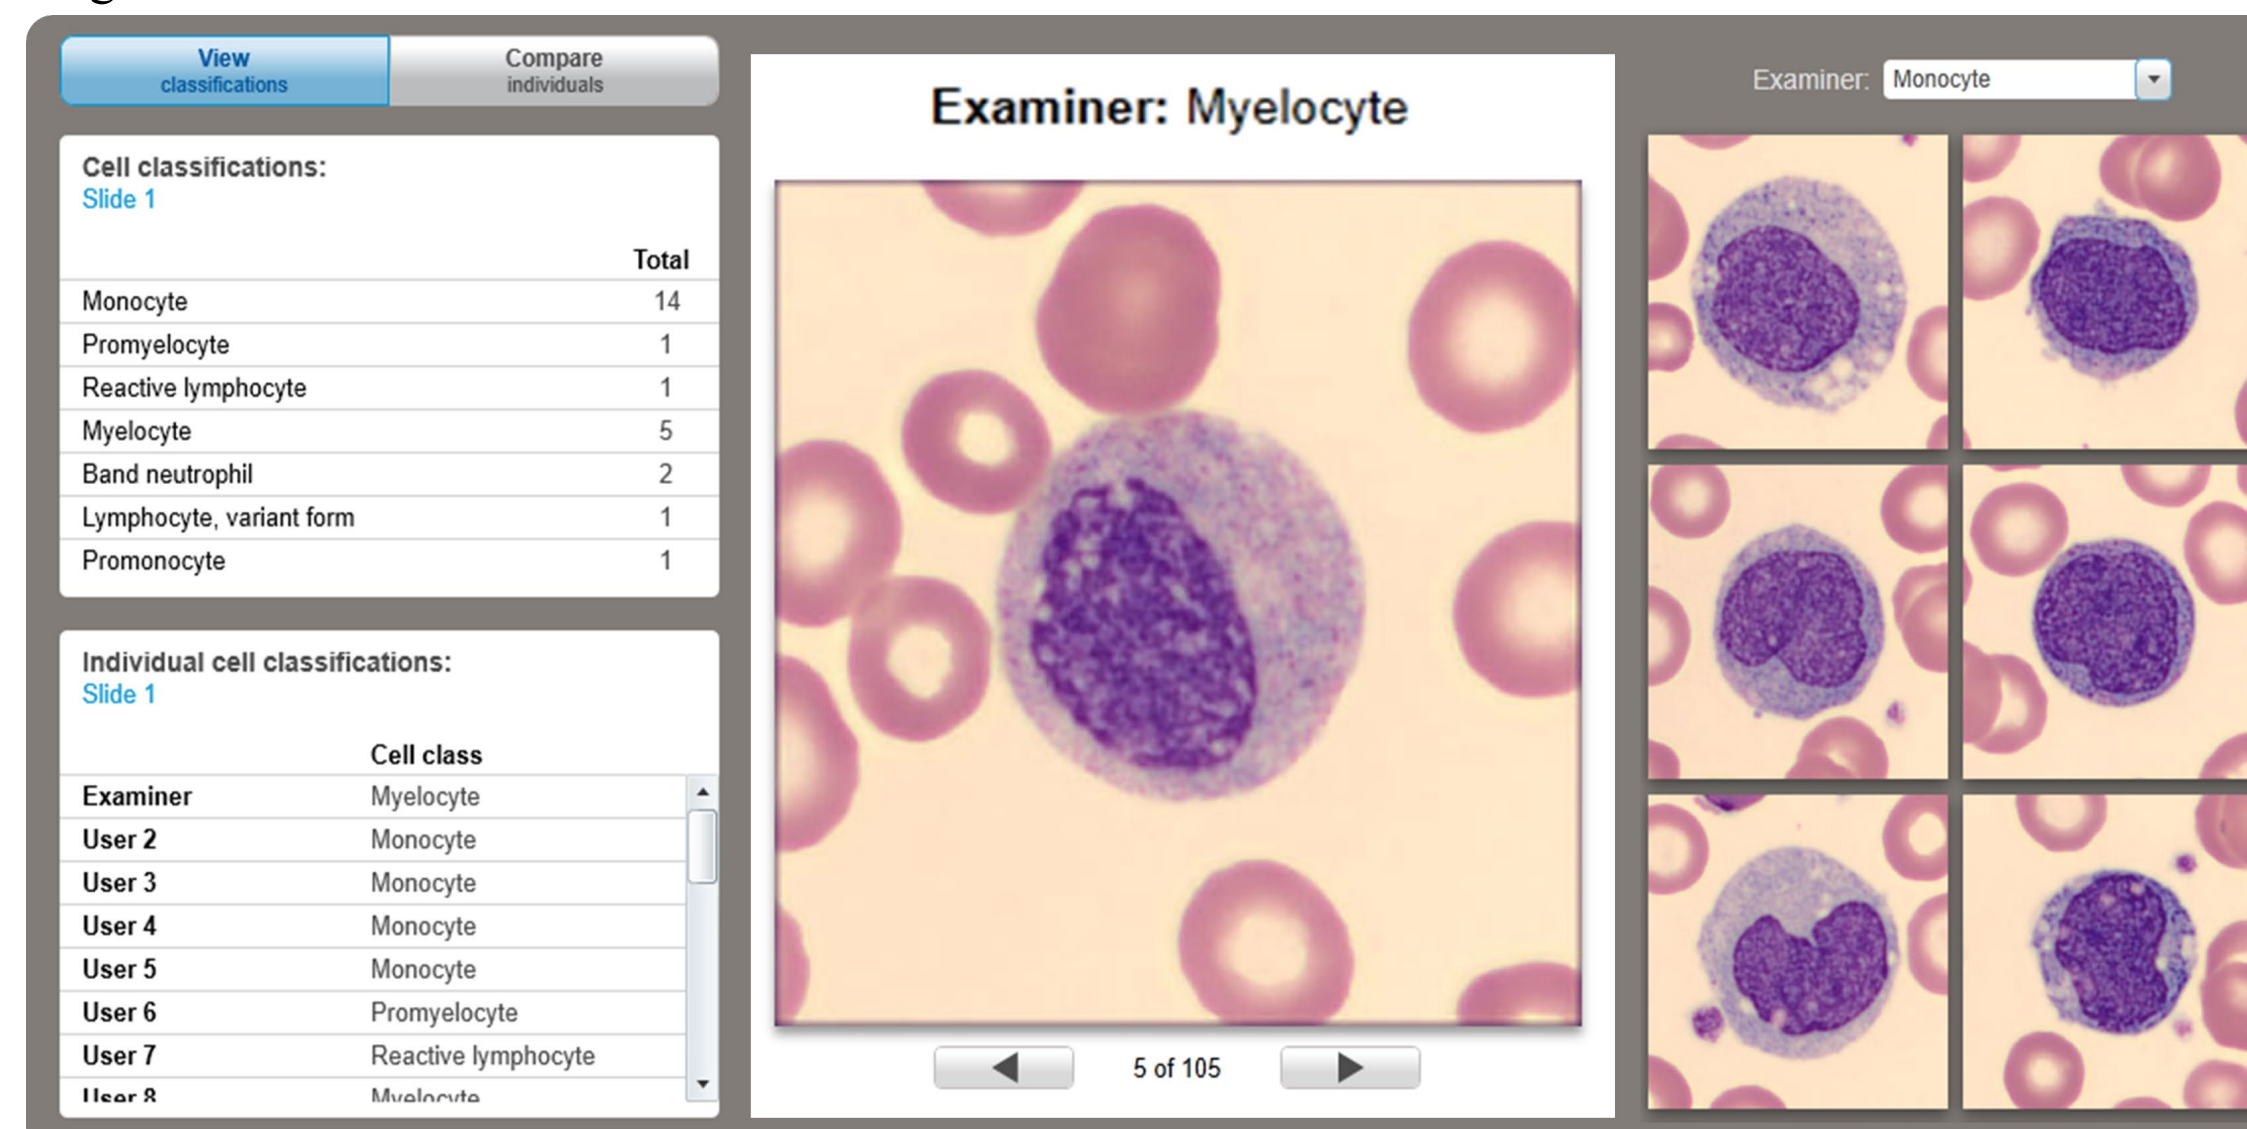 View
classifications
Compare
individuals
Cell classifications:
Slide 1
Total
Monocyte 14
Promyelocyte 1
Reactive lymphocyte 1
Myelocyte 5
Band neutrophil 2
Lymphocyte, variant form 1
Promonocyte 1
Individual cell classifications:
Slide 1
Cell class
Examiner Myelocyte
User 2 Monocyte
User 3 Monocyte
User 4 Monocyte
User 5 Monocyte
User 6 Promyelocyte
User 7 Reactive lymphocyte
User 8 Myelocyte
Examiner: Myelocyte
5 of 105
Examiner: Monocyte